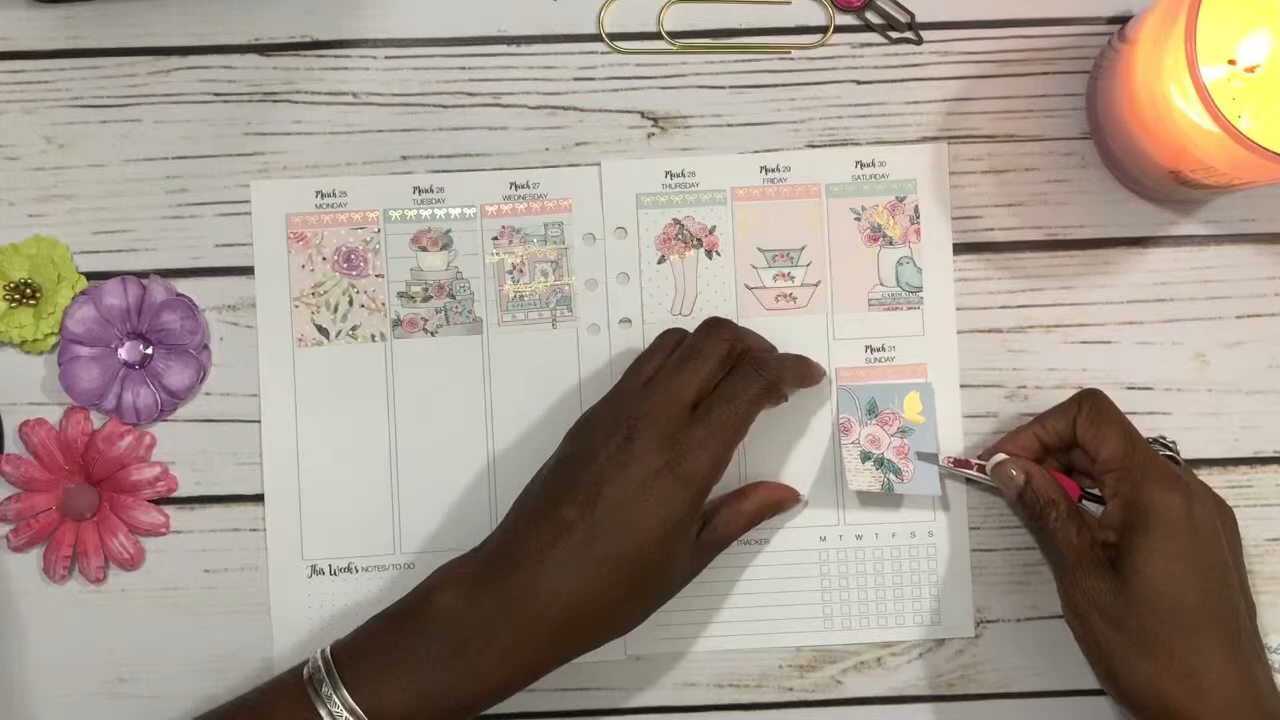 March 25
MONDAY
March 26
TUESDAY
March 27
WEDNESDAY
March 28
THURSDAY
March 29
FRIDAY
March 30
SATURDAY
GARDENING
March 31
SUNDAY
This Week's NOTES/TO DO
TRACKER
M T W T F S S